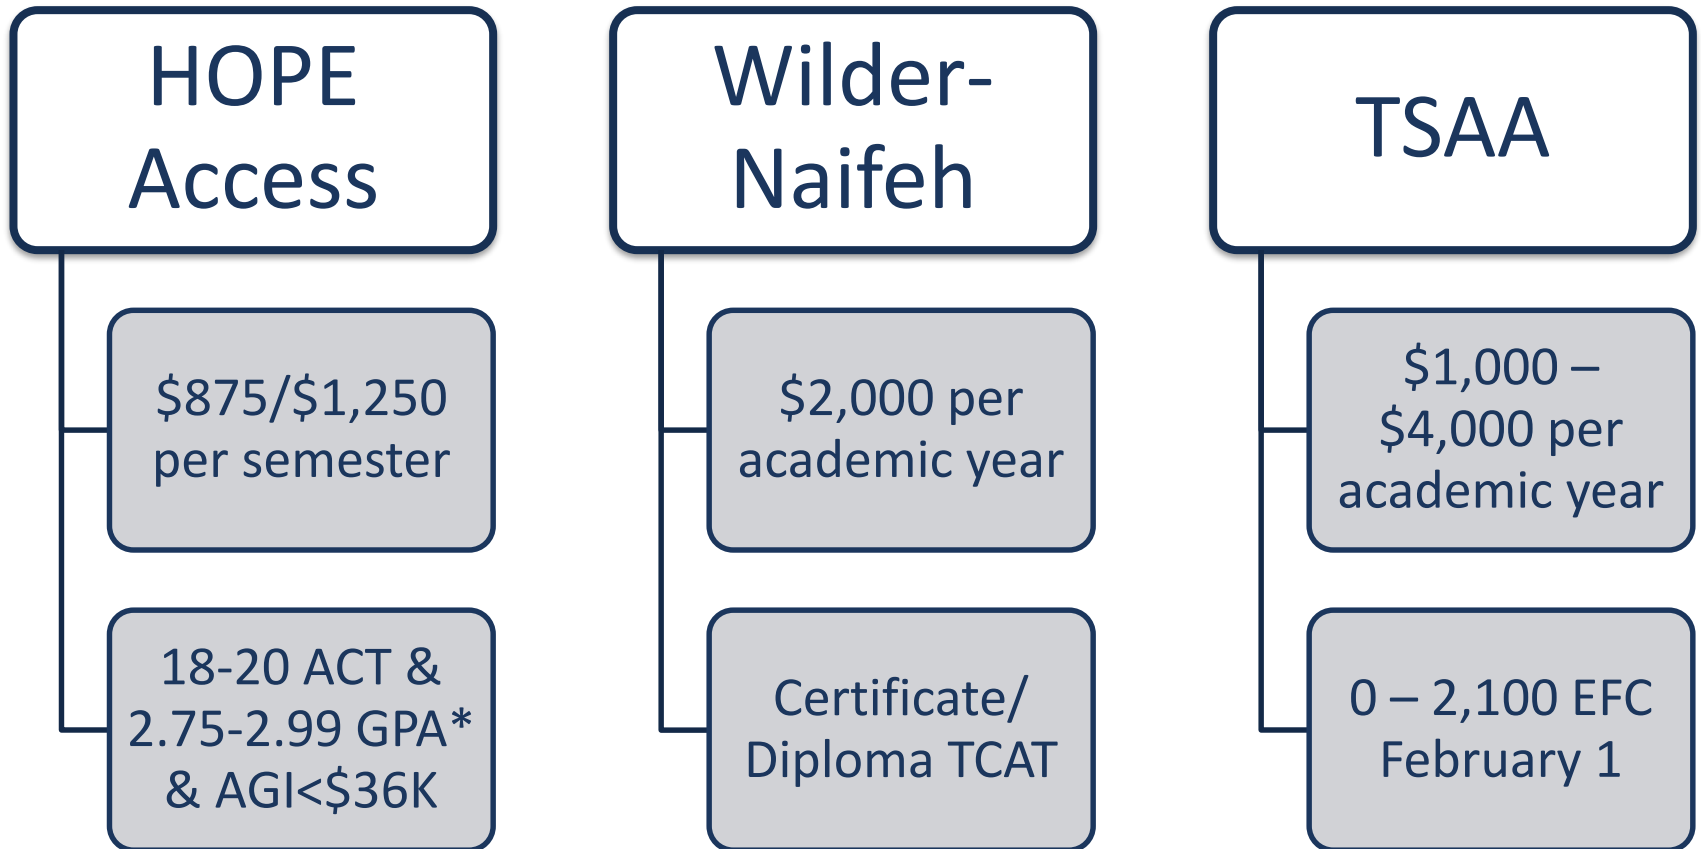 HOPE
Access
$875/$1,250
per semester
18-20 ACT &
2.75-2.99 GPA*
& AGI<$36K
Wilder-
Naifeh
$2,000 per
academic year
Certificate/
Diploma TCAT
TSAA
$1,000 –
$4,000 per
academic year
0 – 2,100 EFC
February 1